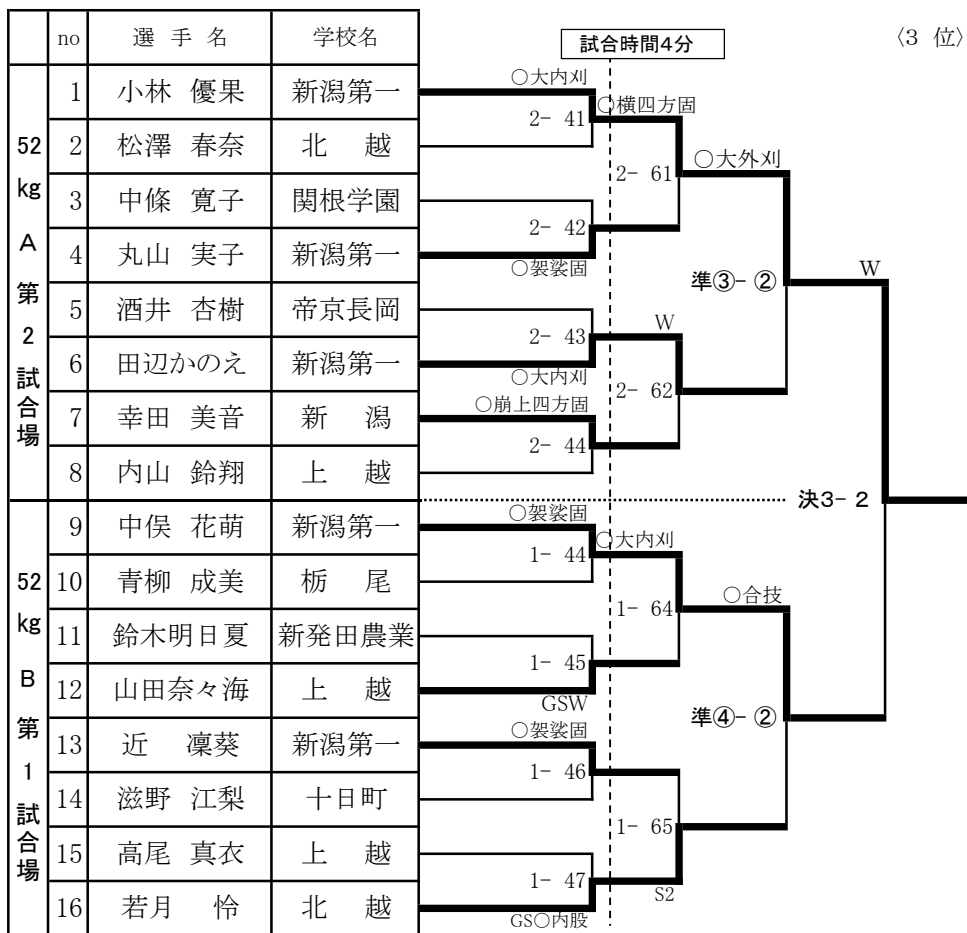 no 選手名 学校名 試合時間4分 〈3 位〉
52kg A 第2試合場
1 小林 優果 新潟第一
2 松澤 春奈 北 越
3 中條 寛子 関根学園
4 丸山 実子 新潟第一
5 酒井 杏樹 帝京長岡
6 田辺かのえ 新潟第一
7 幸田 美音 新 潟
8 内山 鈴翔 上 越
52kg B 第1試合場
9 中俣 花萌 新潟第一
10 青柳 成美 栃 尾
11 鈴木明日夏 新発田農業
12 山田奈々海 上 越
13 近 凜葵 新潟第一
14 滋野 江梨 十日町
15 高尾 真衣 上 越
16 若月 怜 北 越
○大内刈
2- 41
○横四方固
2- 61
○大外刈
2- 42
○袈裟固
準③- ②
W
2- 43
W
○大内刈
2- 62
○崩上四方固
2- 44
決3- 2
○袈裟固
1- 44
○大内刈
1- 64
○合技
1- 45
GSW
準④- ②
○袈裟固
1- 46
1- 65
1- 47
S2
GS○内股